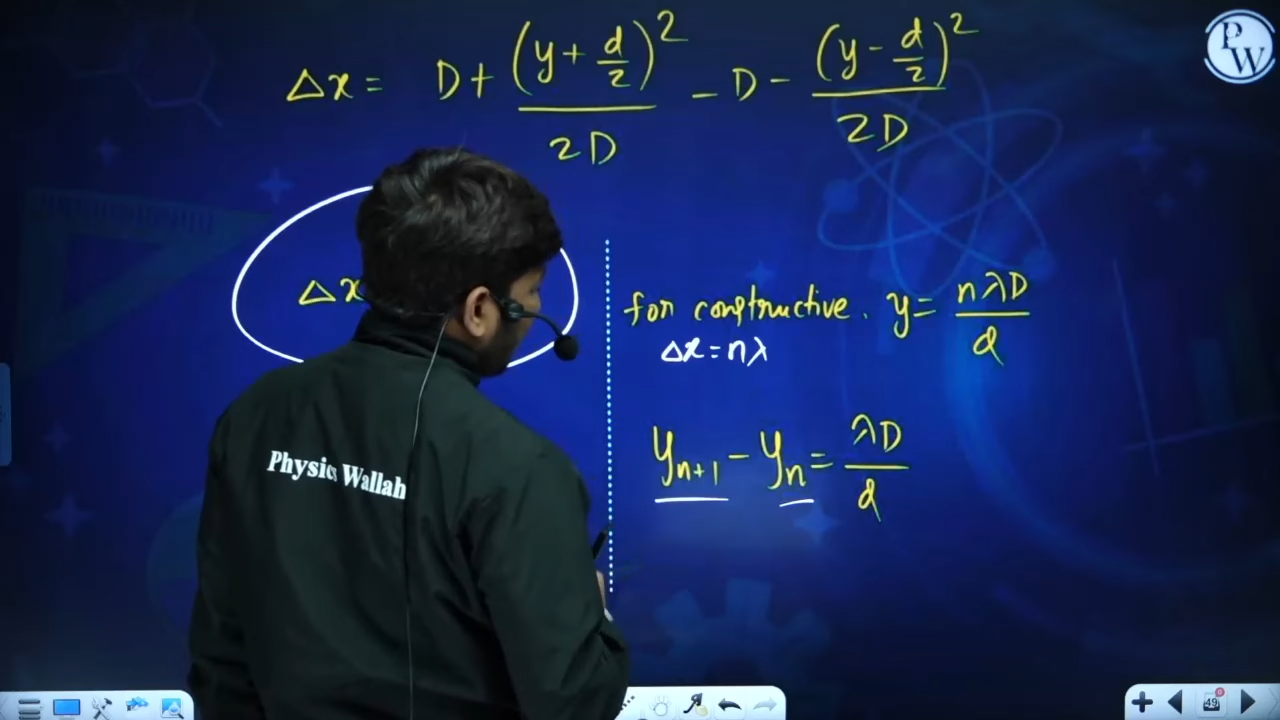 PW
Δx = D + (y + d/2)²/2D - D - (y - d/2)²/2D
Δx
for constructive. y = nλD/d
Δx = nλ
yₙ₊₁ - yₙ = λD/d
Physics Wallah
49